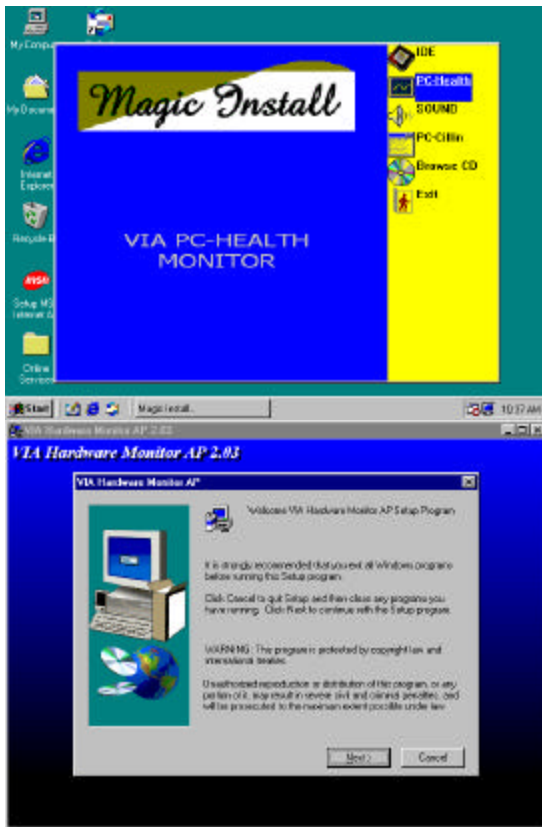 My Compu
My Docume
Internet
Explorer
Recycle B
msn
Setup MS
Internet A
Online
Services
Magic Install
VIA PC-HEALTH
MONITOR
IDE
PC-Health
SOUND
PC-Cillin
Browse CD
Exit
Start
Magic Install..
10:37 AM
VIA Hardware Monitor AP 2.03
VIA Hardware Monitor AP 2.03
VIA Hardware Monitor AP
Welcome VIA Hardware Monitor AP Setup Program
It is strongly recommended that you exit all Windows programs
before running this Setup program.
Click Cancel to quit Setup and then close any programs you
have running. Click Next to continue with the Setup program.
WARNING: The program is protected by copyright law and
international treaties.
Unauthorized reproduction or distribution of this program, or any
portion of it, may result in severe civil and criminal penalties, and
will be prosecuted to the maximum extent possible under law
Next >
Cancel